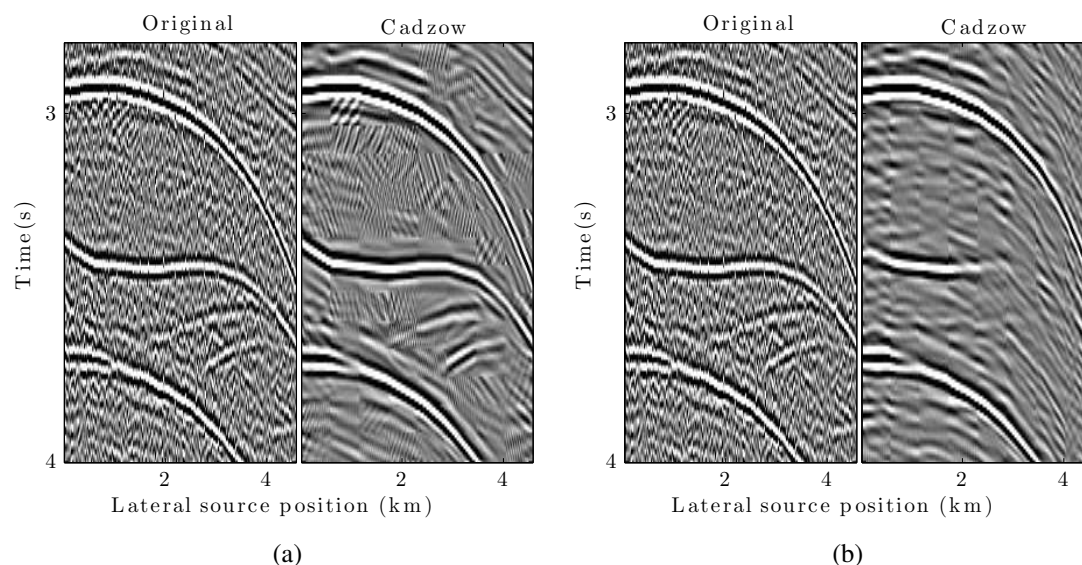 Original Cadzow
3
Time(s)
4
2 4 2 4
Lateral source position (km)
(a)
Original Cadzow
3
Time(s)
4
2 4 2 4
Lateral source position (km)
(b)